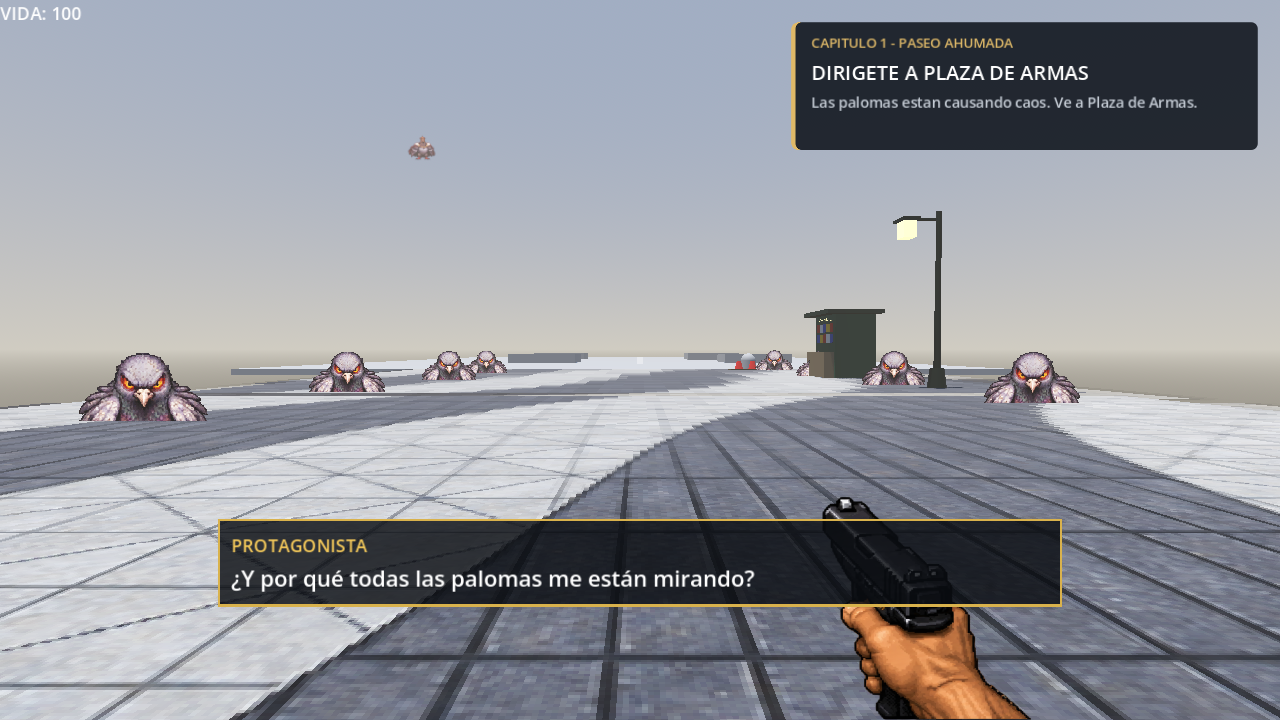 VIDA: 100
CAPITULO 1 - PASEO AHUMADA
DIRIGETE A PLAZA DE ARMAS
Las palomas estan causando caos. Ve a Plaza de Armas.
PROTAGONISTA
¿Y por qué todas las palomas me están mirando?